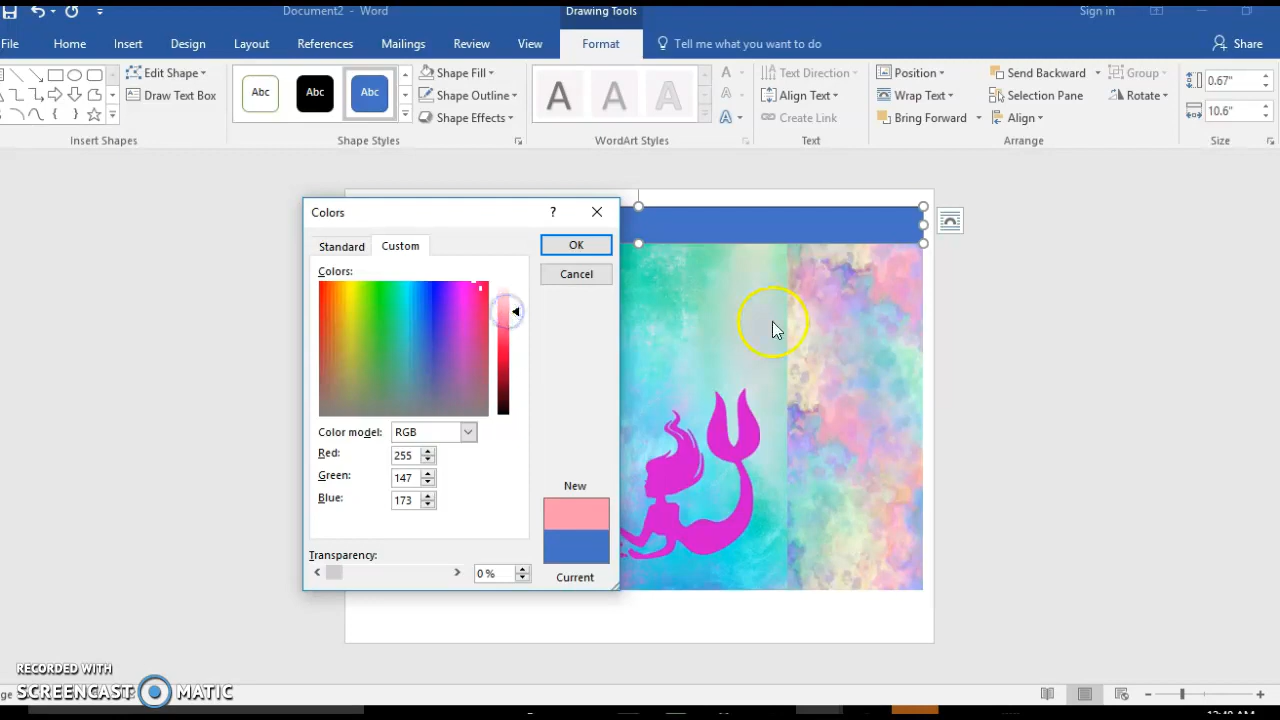 Document2 - Word
Drawing Tools
Sign in
File Home Insert Design Layout References Mailings Review View Format Tell me what you want to do Share
Edit Shape
Draw Text Box
Insert Shapes
Abc Abc Abc
Shape Fill
Shape Outline
Shape Effects
Shape Styles
A A A
A
A
A
WordArt Styles
Text Direction
Align Text
Create Link
Text
Position
Wrap Text
Bring Forward
Send Backward
Selection Pane
Align
Group
Rotate
Arrange
0.67"
10.6"
Size
Colors
?
Standard Custom
OK
Cancel
Colors:
Color model: RGB
Red: 255
Green: 147
Blue: 173
New
Current
Transparency:
0 %
RECORDED WITH
SCREENCAST MATIC